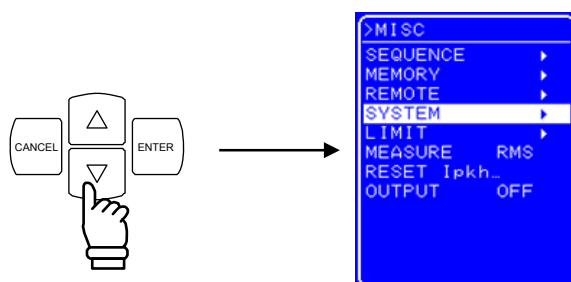 CANCEL
ENTER
>MISC
SEQUENCE
MEMORY
REMOTE
SYSTEM
LIMIT
MEASURE RMS
RESET Ipkh…
OUTPUT OFF